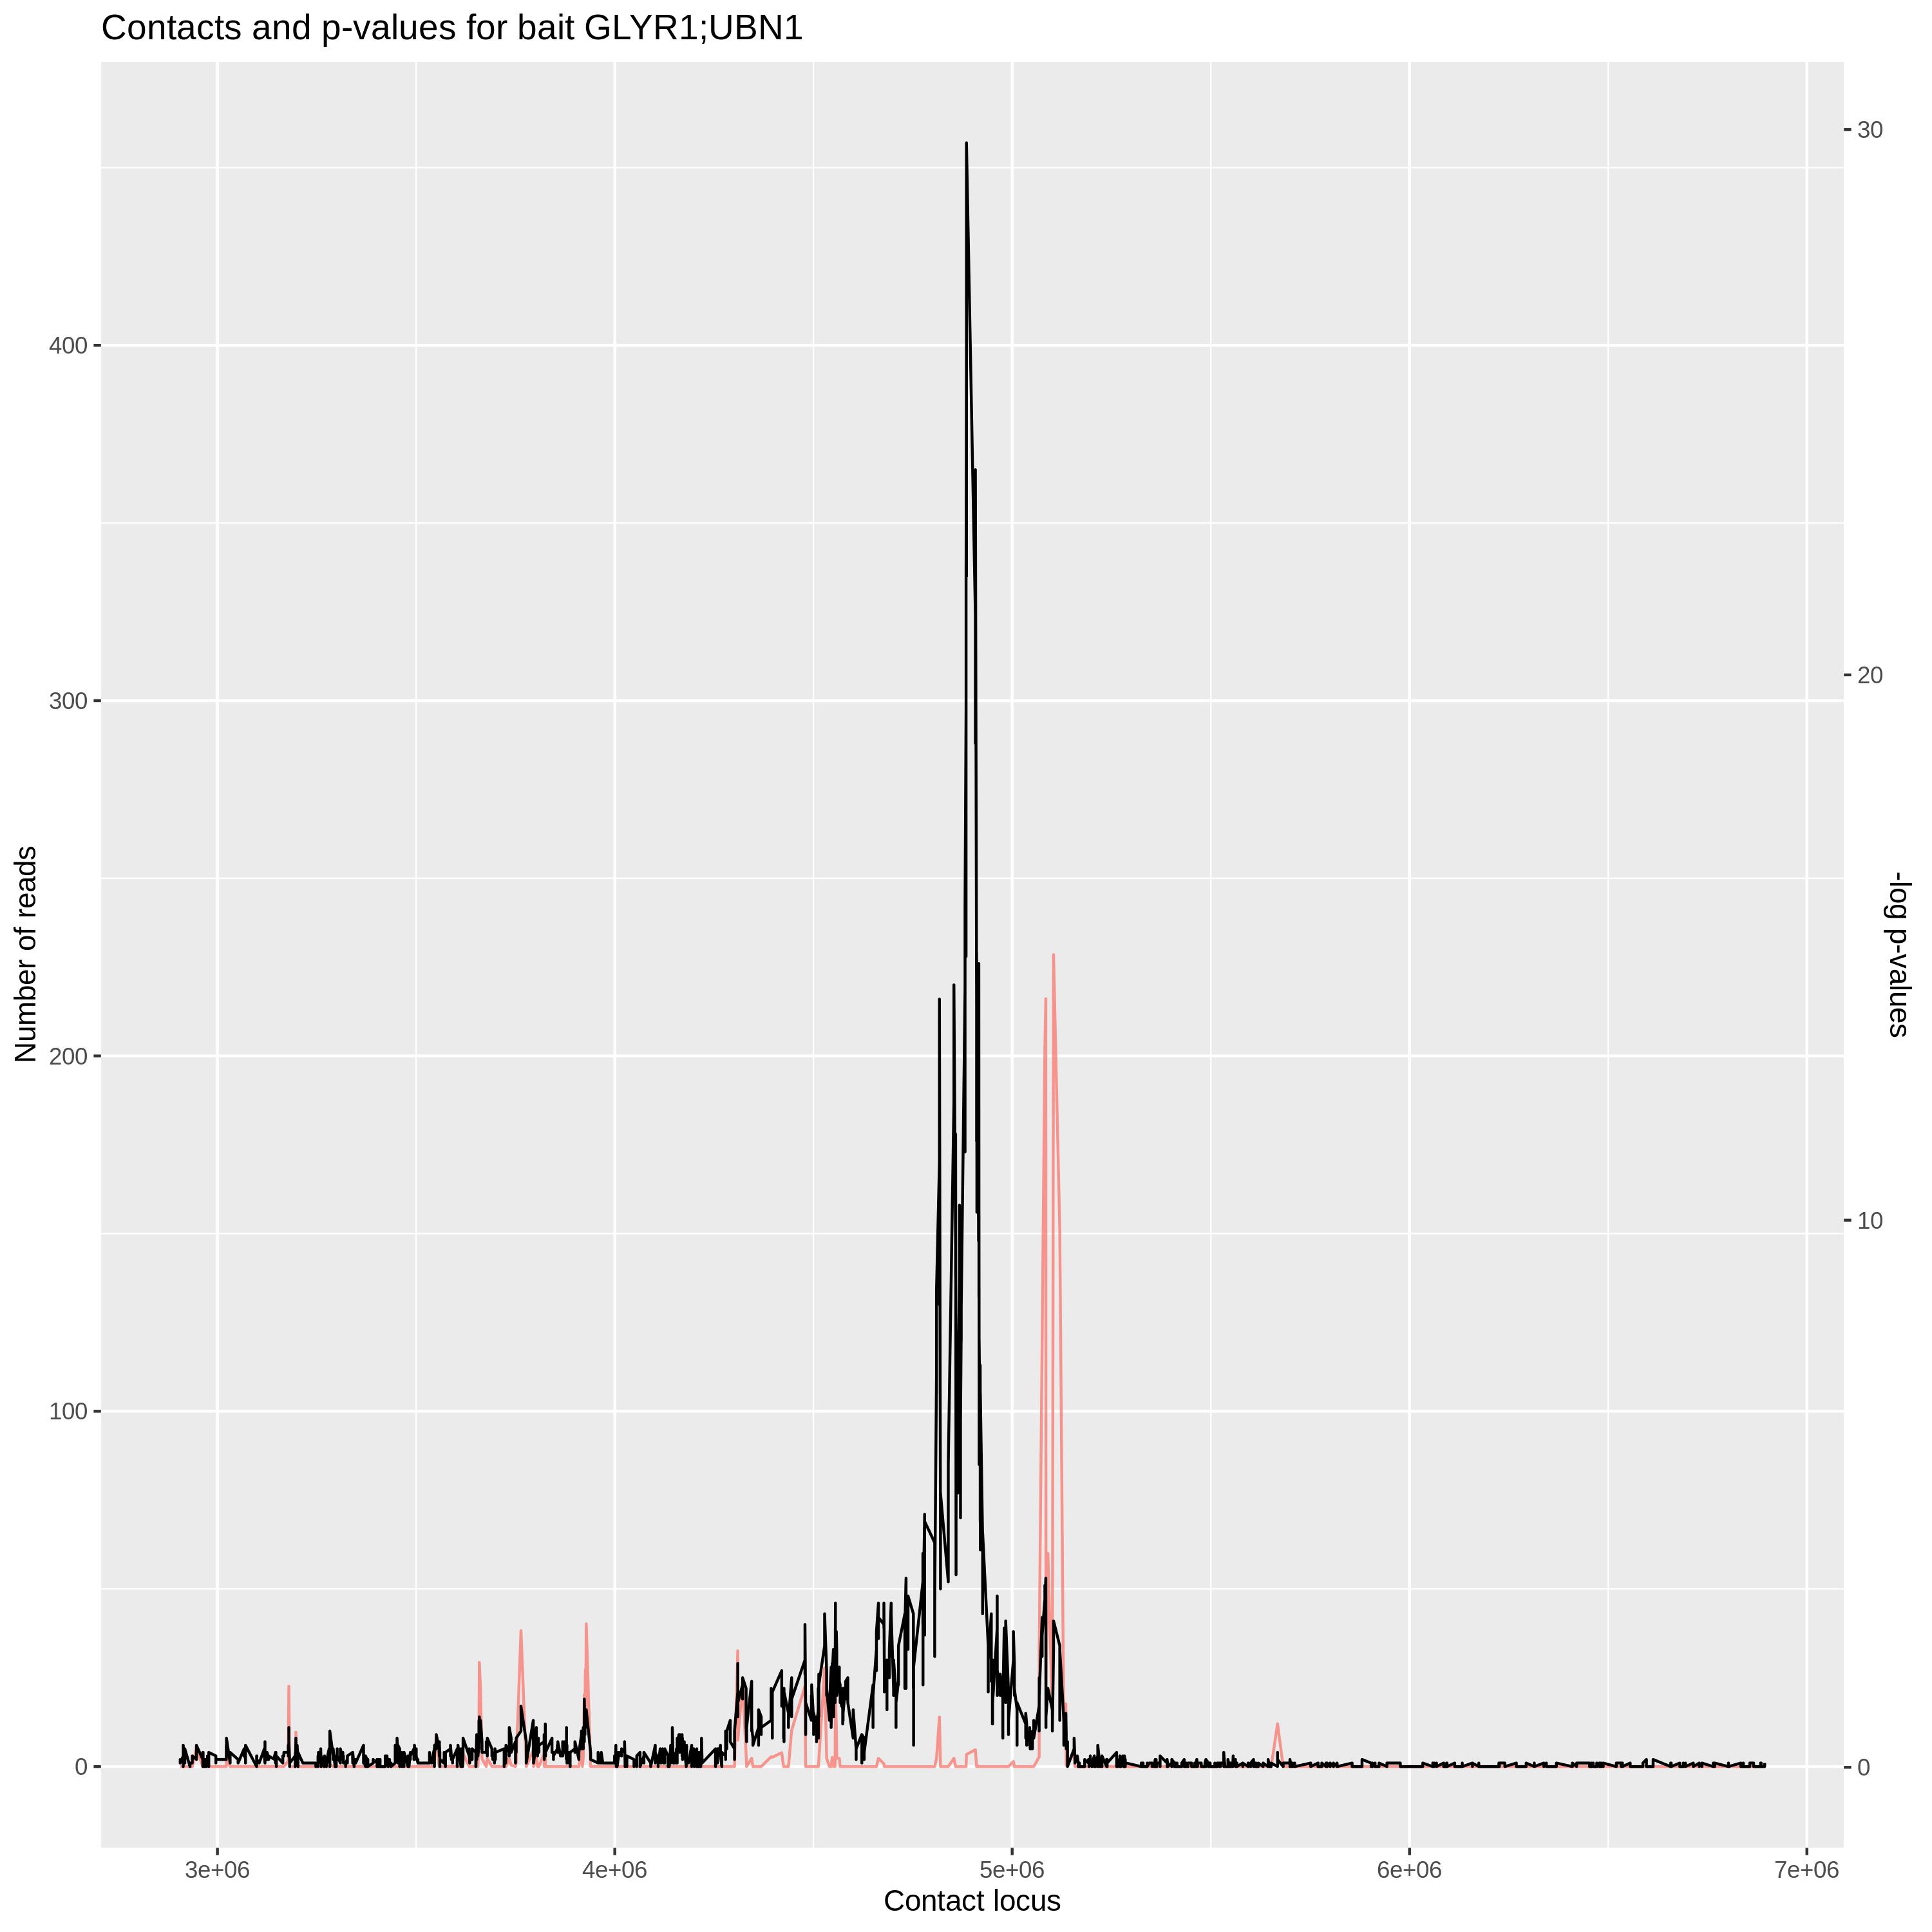 Contacts and p-values for bait GLYR1;UBN1
Number of reads
400
300
200
100
0
30
20
10
0
-log p-values
3e+06
4e+06
5e+06
6e+06
7e+06
Contact locus